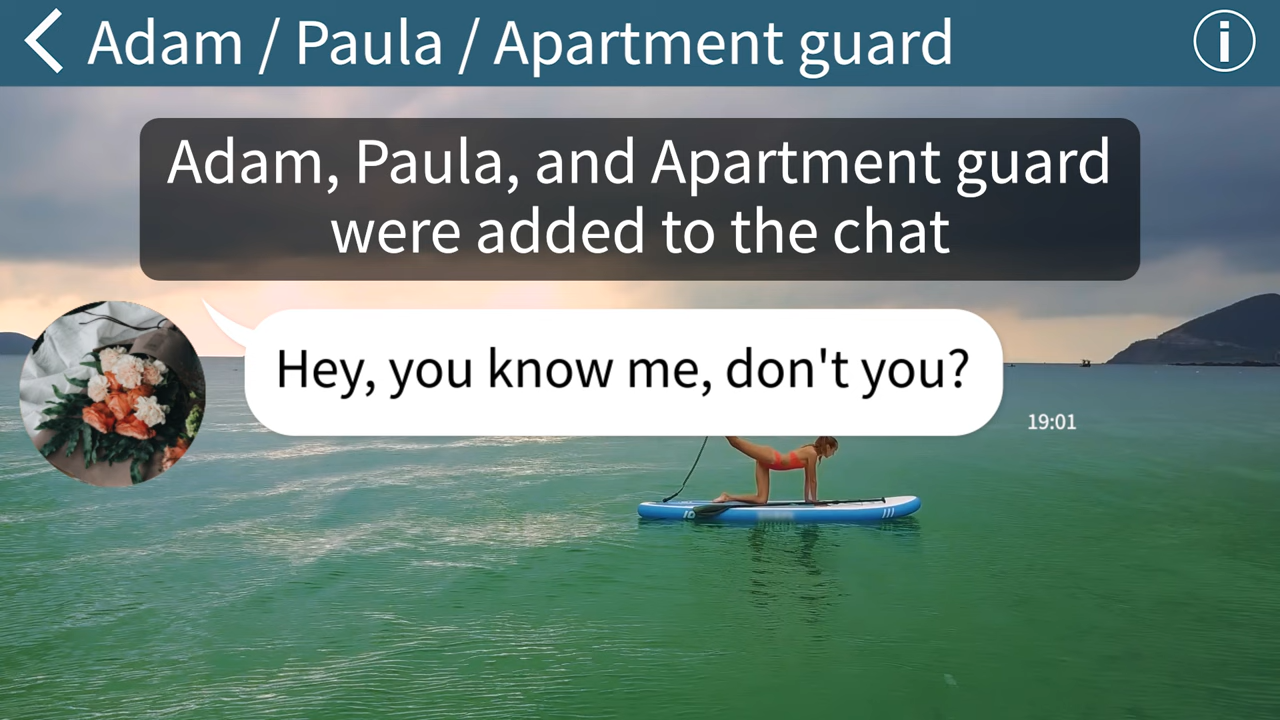 Adam / Paula / Apartment guard
Adam, Paula, and Apartment guard
were added to the chat
Hey, you know me, don't you?
19:01